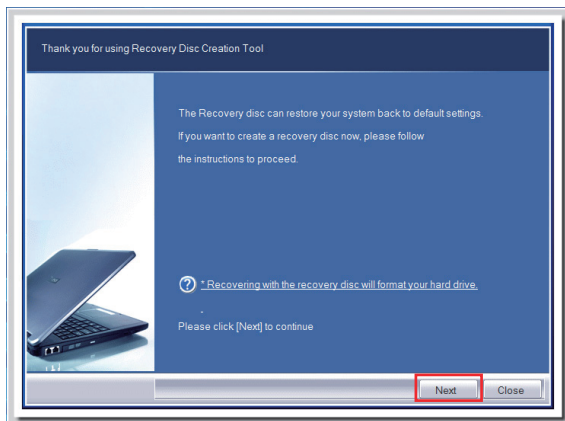 Thank you for using Recovery Disc Creation Tool
The Recovery disc can restore your system back to default settings.
If you want to create a recovery disc now, please follow
the instructions to proceed.
* Recovering with the recovery disc will format your hard drive.
.
Please click [Next] to continue
Next Close